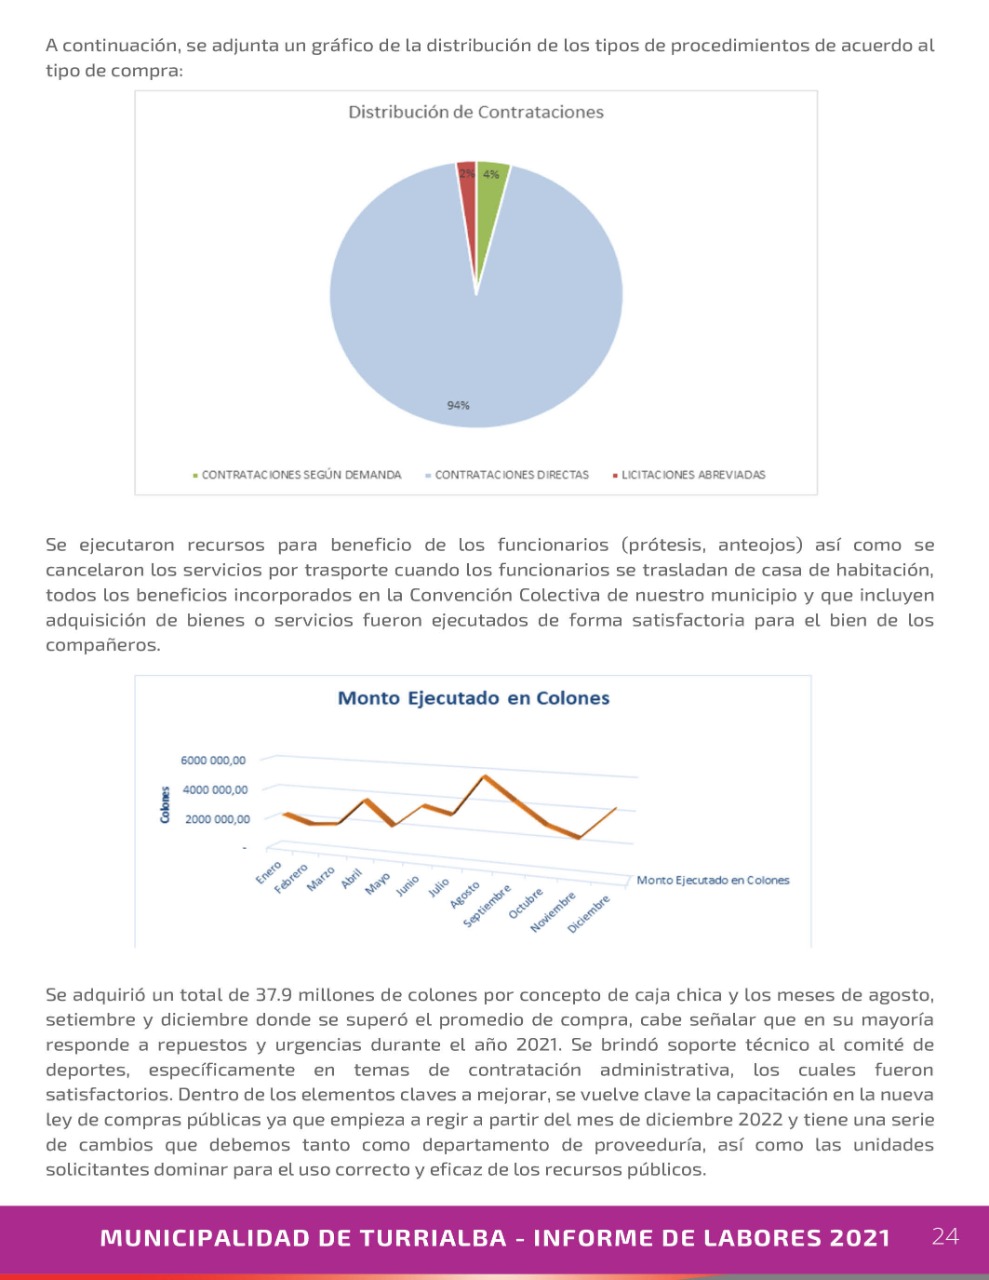 A continuación, se adjunta un gráfico de la distribución de los tipos de procedimientos de acuerdo al
tipo de compra:
Distribución de Contrataciones
2% 4%
94%
CONTRATACIONES SEGÚN DEMANDA CONTRATACIONES DIRECTAS LICITACIONES ABREVIADAS
Se ejecutaron recursos para beneficio de los funcionarios (prótesis, anteojos) así como se
cancelaron los servicios por trasporte cuando los funcionarios se trasladan de casa de habitación,
todos los beneficios incorporados en la Convención Colectiva de nuestro municipio y que incluyen
adquisición de bienes o servicios fueron ejecutados de forma satisfactoria para el bien de los
compañeros.
Monto Ejecutado en Colones
6000 000,00
4000 000,00
2000 000,00
-
Colones
Enero
Febrero
Marzo
Abril
Mayo
Junio
Julio
Agosto
Septiembre
Octubre
Noviembre
Diciembre
Monto Ejecutado en Colones
Se adquirió un total de 37.9 millones de colones por concepto de caja chica y los meses de agosto,
setiembre y diciembre donde se superó el promedio de compra, cabe señalar que en su mayoría
responde a repuestos y urgencias durante el año 2021. Se brindó soporte técnico al comité de
deportes, específicamente en temas de contratación administrativa, los cuales fueron
satisfactorios. Dentro de los elementos claves a mejorar, se vuelve clave la capacitación en la nueva
ley de compras públicas ya que empieza a regir a partir del mes de diciembre 2022 y tiene una serie
de cambios que debemos tanto como departamento de proveeduría, así como las unidades
solicitantes dominar para el uso correcto y eficaz de los recursos públicos.
MUNICIPALIDAD DE TURRIALBA - INFORME DE LABORES 2021 24